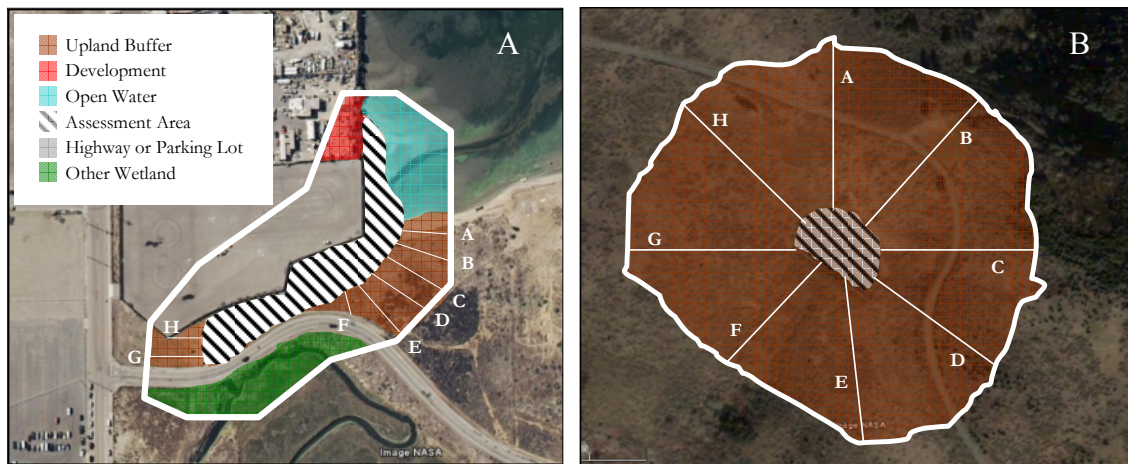 A
Upland Buffer
Development
Open Water
Assessment Area
Highway or Parking Lot
Other Wetland
A
B
C
D
E
F
G
H
Image NASA
B
A
B
C
D
E
F
G
H
Image NASA